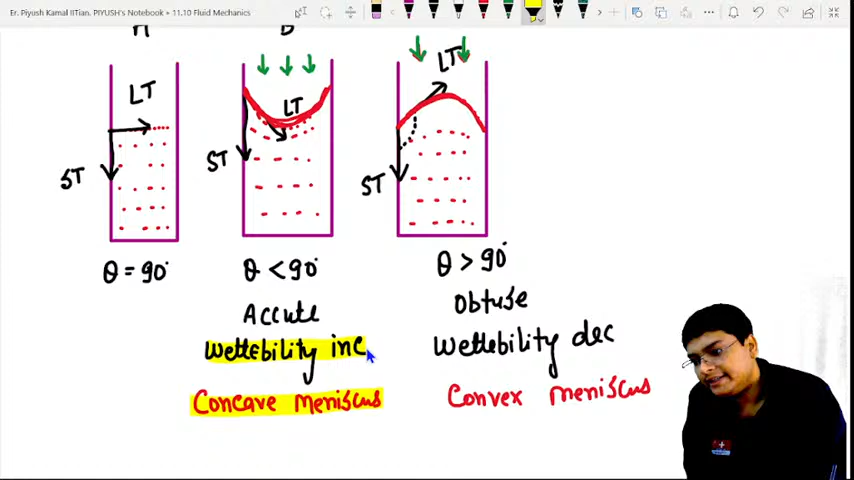 Er. Piyush Kamal IITian. PIYUSH's Notebook » 11.10 Fluid Mechanics
A B
LT LT LT
ST ST ST
θ = 90° θ < 90° θ > 90°
Accute Obtuse
Wettebility inc Wettebility dec
Concave Meniscus Convex meniscus